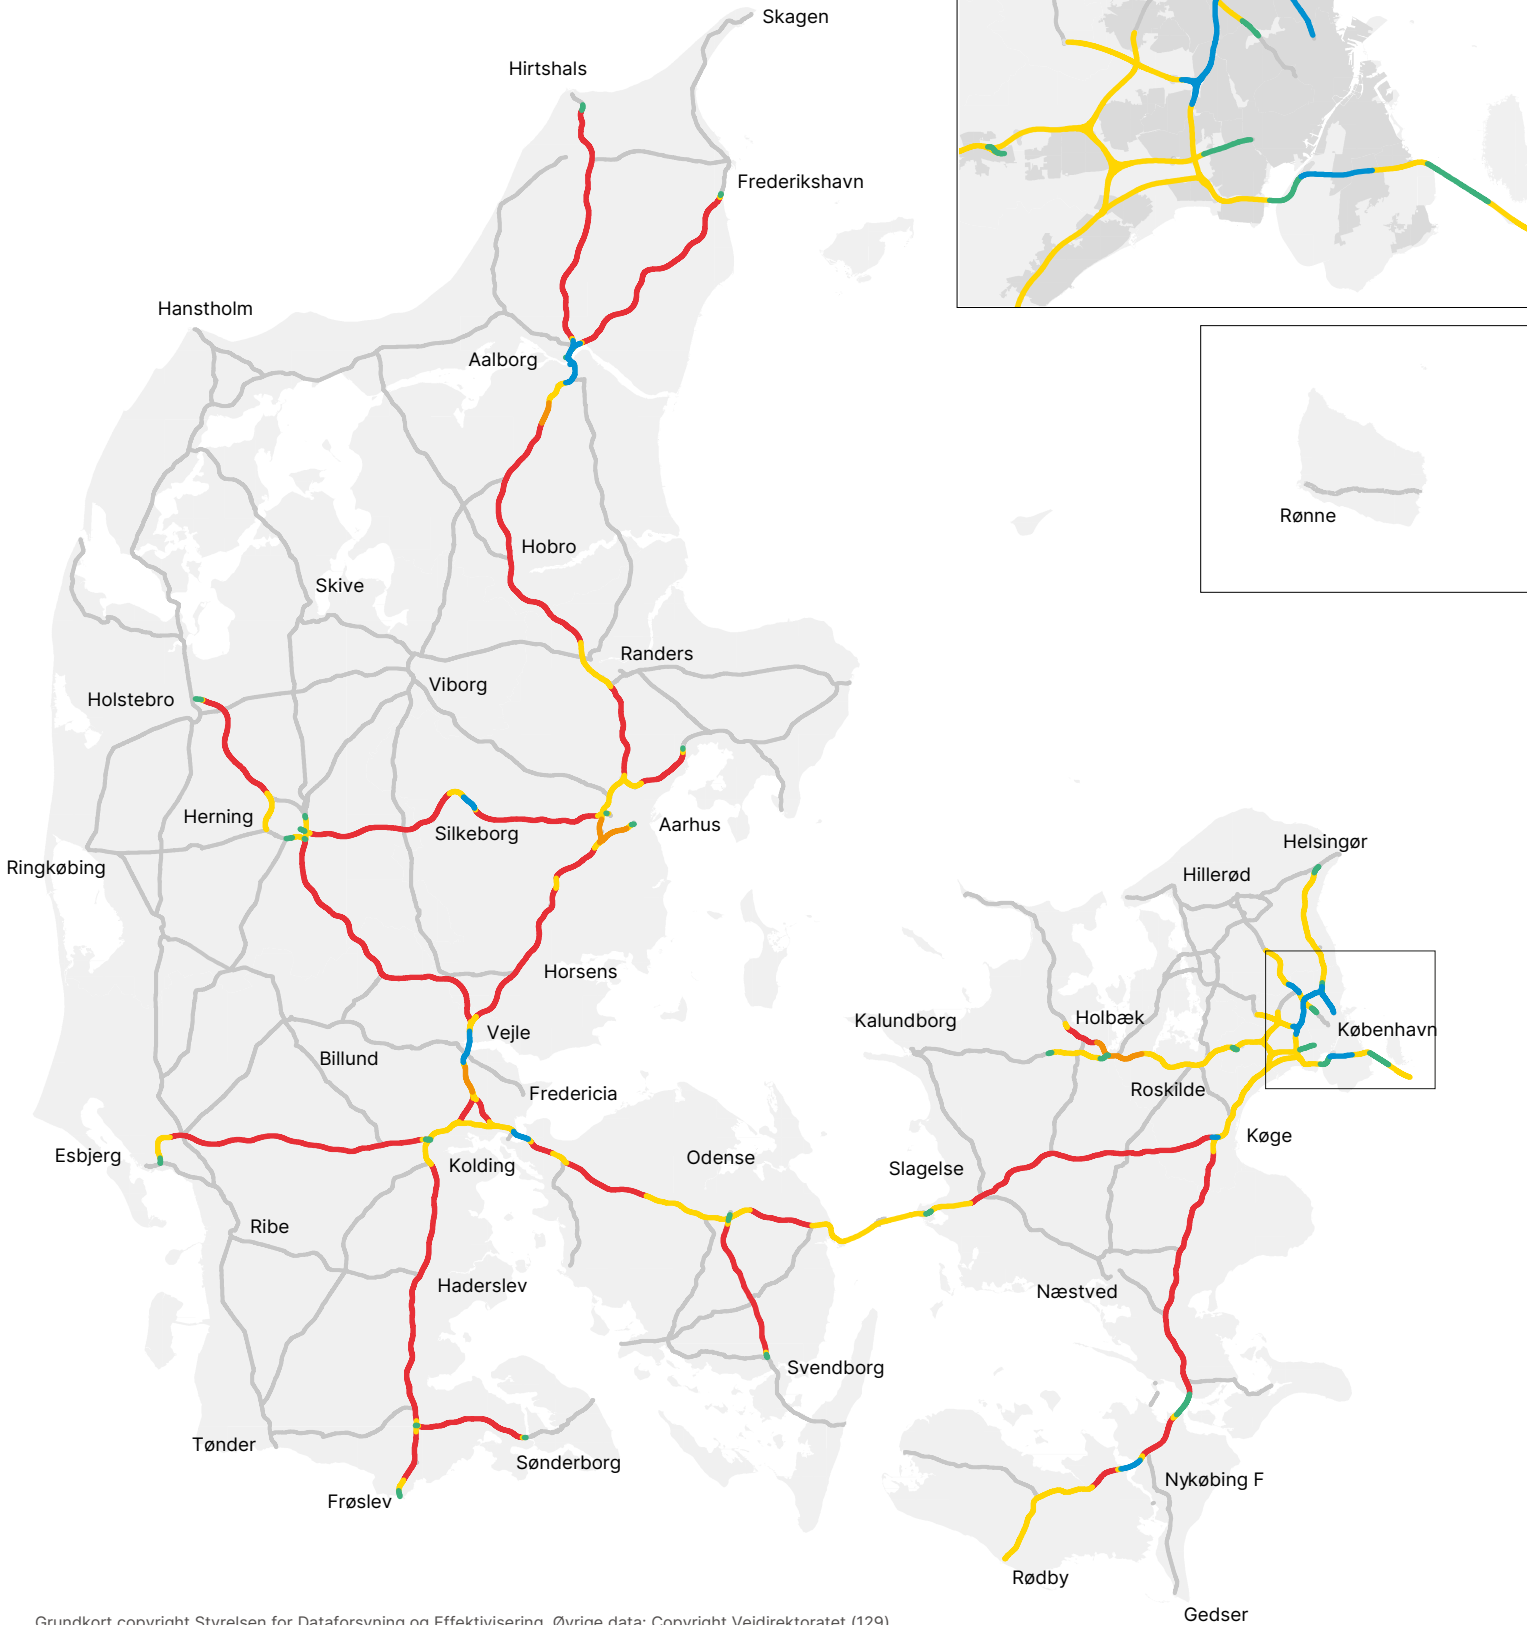 Skagen
Hirtshals
Frederikshavn
Hanstholm
Aalborg
Rønne
Hobro
Skive
Randers
Viborg
Holstebro
Herning
Silkeborg
Aarhus
Helsingør
Ringkøbing
Hillerød
Horsens
Kalundborg
Holbæk
København
Vejle
Billund
Fredericia
Roskilde
Køge
Esbjerg
Kolding
Odense
Slagelse
Ribe
Haderslev
Næstved
Svendborg
Tønder
Sønderborg
Nykøbing F
Frøslev
Rødby
Gedser
Grundkort copyright Styrelsen for Dataforsyning og Effektivisering. Øvrige data: Copyright Vejdirektoratet (129)